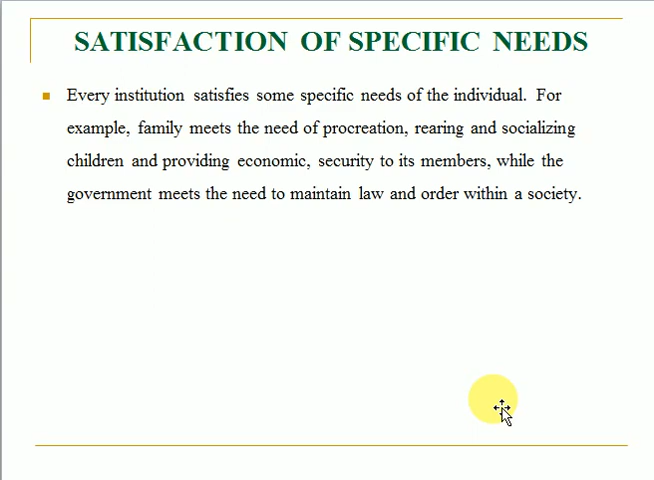 SATISFACTION OF SPECIFIC NEEDS
Every institution satisfies some specific needs of the individual. For
example, family meets the need of procreation, rearing and socializing
children and providing economic, security to its members, while the
government meets the need to maintain law and order within a society.